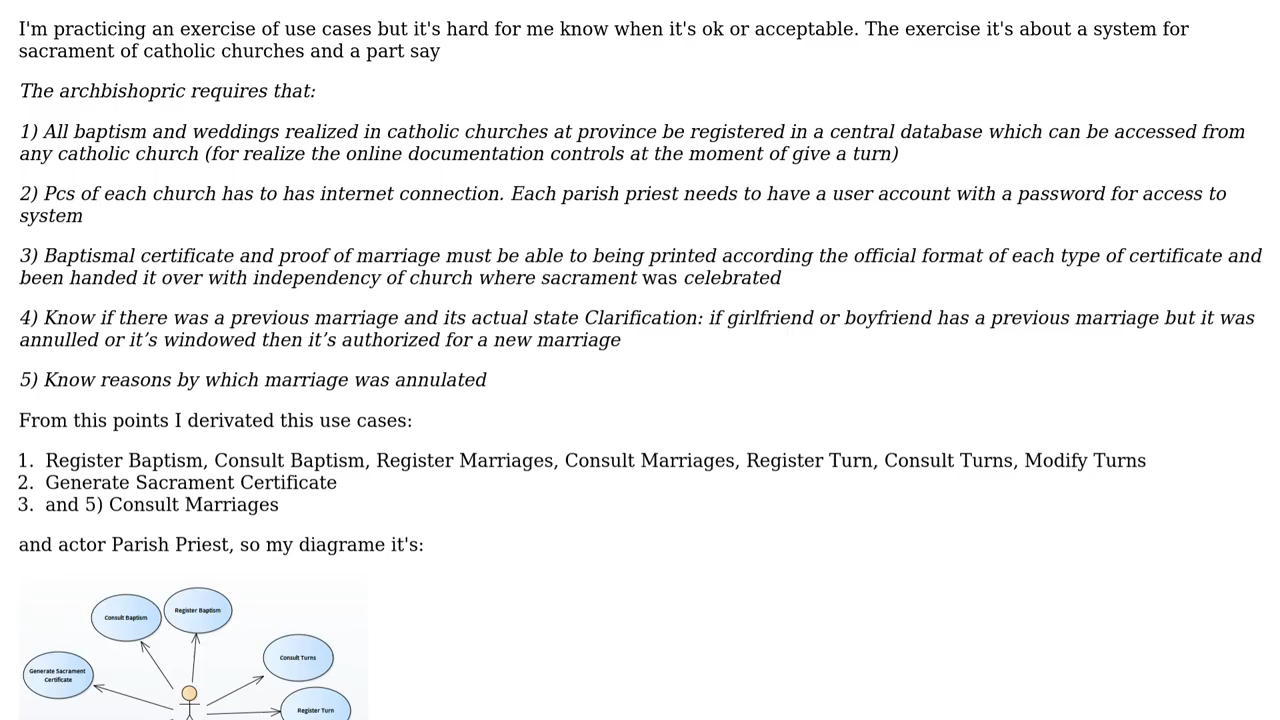 I'm practicing an exercise of use cases but it's hard for me know when it's ok or acceptable. The exercise it's about a system for
sacrament of catholic churches and a part say
The archbishopric requires that:
1) All baptism and weddings realized in catholic churches at province be registered in a central database which can be accessed from
any catholic church (for realize the online documentation controls at the moment of give a turn)
2) Pcs of each church has to has internet connection. Each parish priest needs to have a user account with a password for access to
system
3) Baptismal certificate and proof of marriage must be able to being printed according the official format of each type of certificate and
been handed it over with independency of church where sacrament was celebrated
4) Know if there was a previous marriage and its actual state Clarification: if girlfriend or boyfriend has a previous marriage but it was
annulled or it’s windowed then it’s authorized for a new marriage
5) Know reasons by which marriage was annulated
From this points I derivated this use cases:
1. Register Baptism, Consult Baptism, Register Marriages, Consult Marriages, Register Turn, Consult Turns, Modify Turns
2. Generate Sacrament Certificate
3. and 5) Consult Marriages
and actor Parish Priest, so my diagrame it's:
Register Baptism
Consult Baptism
Consult Turns
Generate Sacrament
Certificate
Register Turn